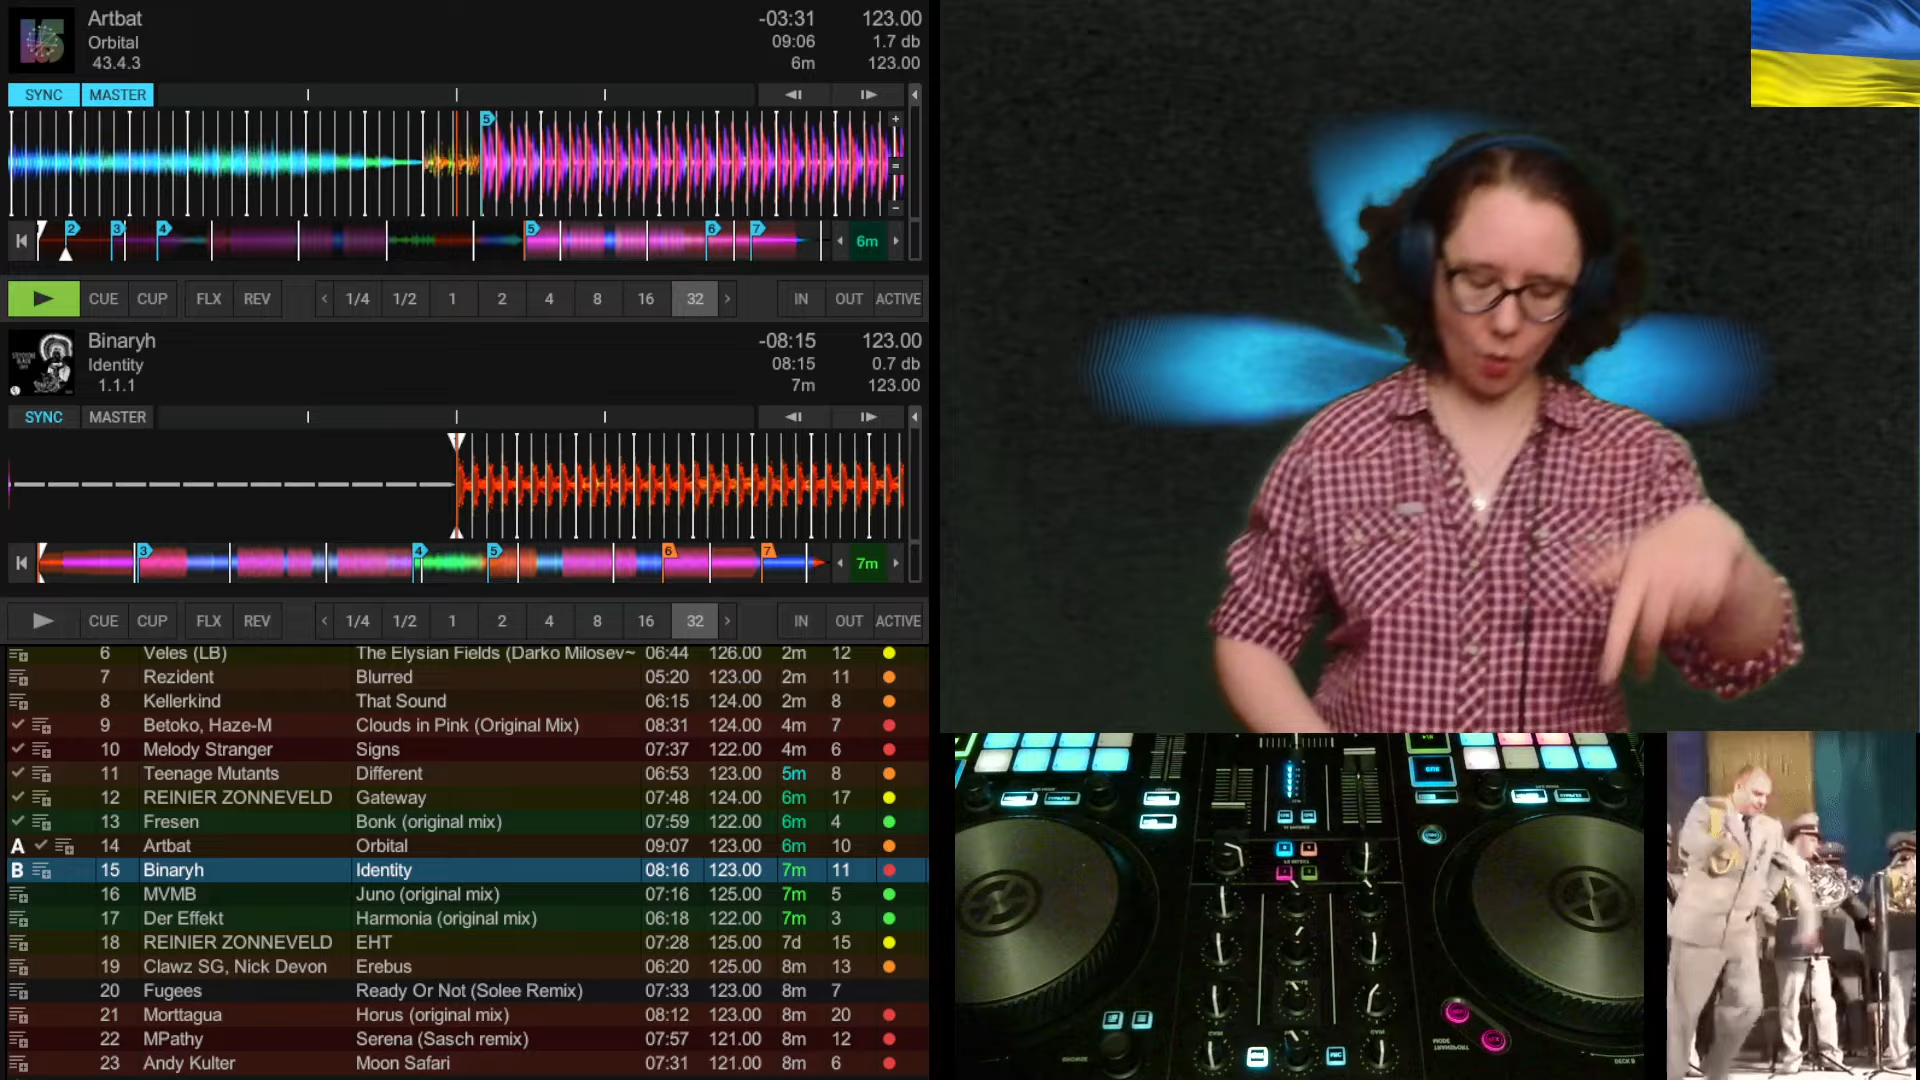 Artbat -03:31 123.00
Orbital 09:06 1.7 db
43.4.3 6m 123.00
SYNC MASTER
5
2 3 4 5 6 7 6m
CUE CUP FLX REV 1/4 1/2 1 2 4 8 16 32 IN OUT ACTIVE
Binaryh -08:15 123.00
Identity 08:15 0.7 db
1.1.1 7m 123.00
SYNC MASTER
3 4 5 6 7 7m
CUE CUP FLX REV 1/4 1/2 1 2 4 8 16 32 IN OUT ACTIVE
6 Veles (LB) The Elysian Fields (Darko Milosev~ 06:44 126.00 2m 12
7 Rezident Blurred 05:20 123.00 2m 11
8 Kellerkind That Sound 06:15 124.00 2m 8
9 Betoko, Haze-M Clouds in Pink (Original Mix) 08:31 124.00 4m 7
10 Melody Stranger Signs 07:37 122.00 4m 6
11 Teenage Mutants Different 06:53 123.00 5m 8
12 REINIER ZONNEVELD Gateway 07:48 124.00 6m 17
13 Fresen Bonk (original mix) 07:59 122.00 6m 4
A 14 Artbat Orbital 09:07 123.00 6m 10
B 15 Binaryh Identity 08:16 123.00 7m 11
16 MVMB Juno (original mix) 07:16 125.00 7m 5
17 Der Effekt Harmonia (original mix) 06:18 122.00 7m 3
18 REINIER ZONNEVELD EHT 07:28 125.00 7d 15
19 Clawz SG, Nick Devon Erebus 06:20 125.00 8m 13
20 Fugees Ready Or Not (Solee Remix) 07:33 123.00 8m 7
21 Morttagua Horus (original mix) 08:12 123.00 8m 20
22 MPathy Serena (Sasch remix) 07:57 121.00 8m 12
23 Andy Kulter Moon Safari 07:31 121.00 8m 6